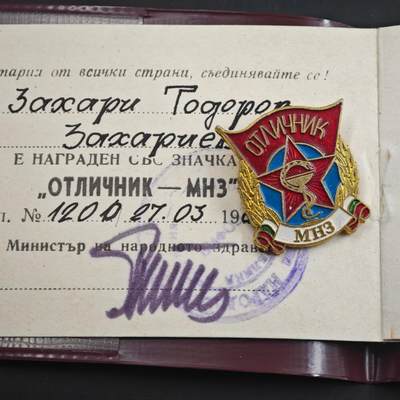 тарии от всички страни, съединявайте се!
Захари Тодоров
Захариев
Е НАГРАДЕН СЪС ЗНАЧКА
„ОТЛИЧНИК — МНЗ"
№ 1200 27.03 19
Министър на народното
ОТЛИЧНИК
МНЗ